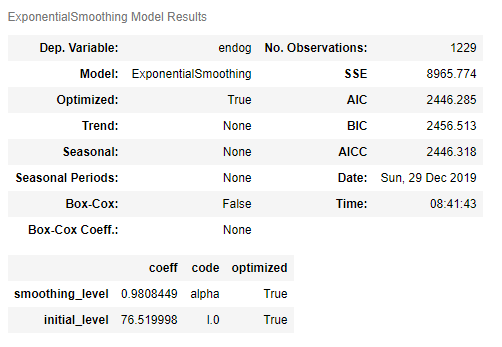 ExponentialSmoothing Model Results
Dep. Variable: endog No. Observations: 1229
Model: ExponentialSmoothing SSE 8965.774
Optimized: True AIC 2446.285
Trend: None BIC 2456.513
Seasonal: None AICC 2446.318
Seasonal Periods: None Date: Sun, 29 Dec 2019
Box-Cox: False Time: 08:41:43
Box-Cox Coeff.: None
coeff code optimized
smoothing_level 0.9808449 alpha True
initial_level 76.519998 l.0 True